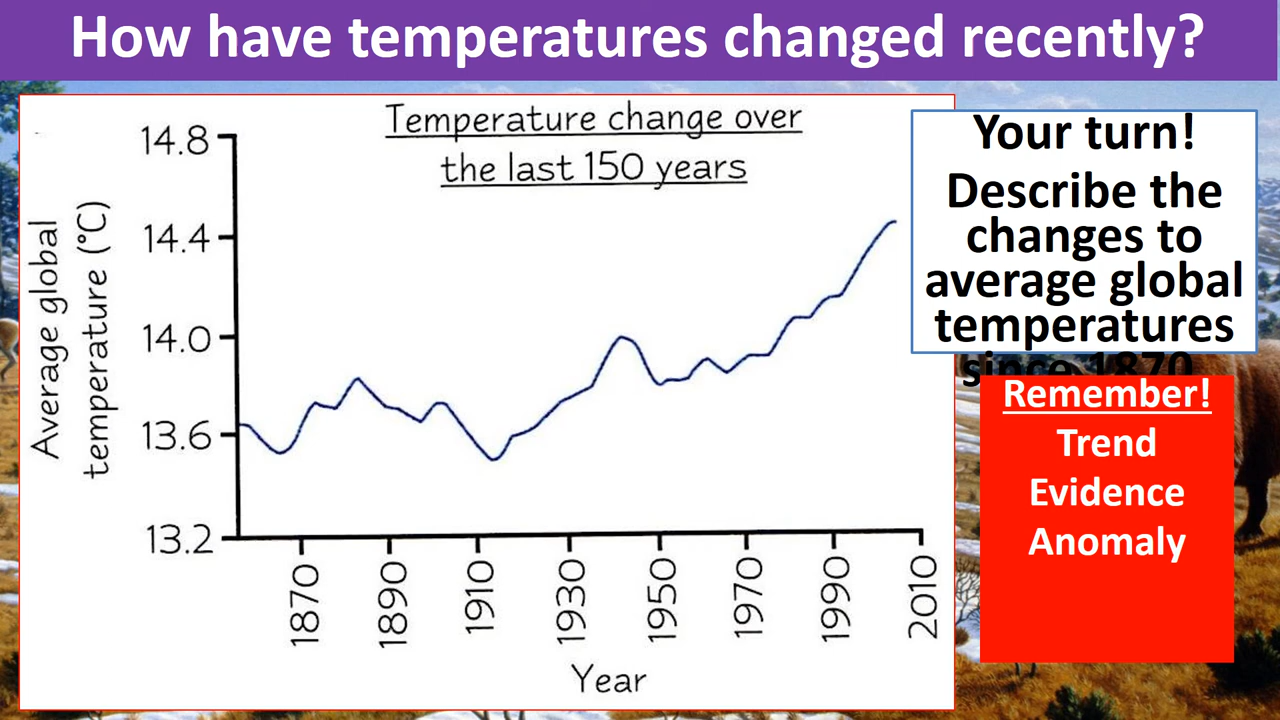 How have temperatures changed recently?
Temperature change over
the last 150 years
Average global
temperature (°C)
14.8
14.4
14.0
13.6
13.2
1870
1890
1910
1930
1950
1970
1990
2010
Year
Your turn!
Describe the
changes to
average global
temperatures
since 1870
Remember!
Trend
Evidence
Anomaly